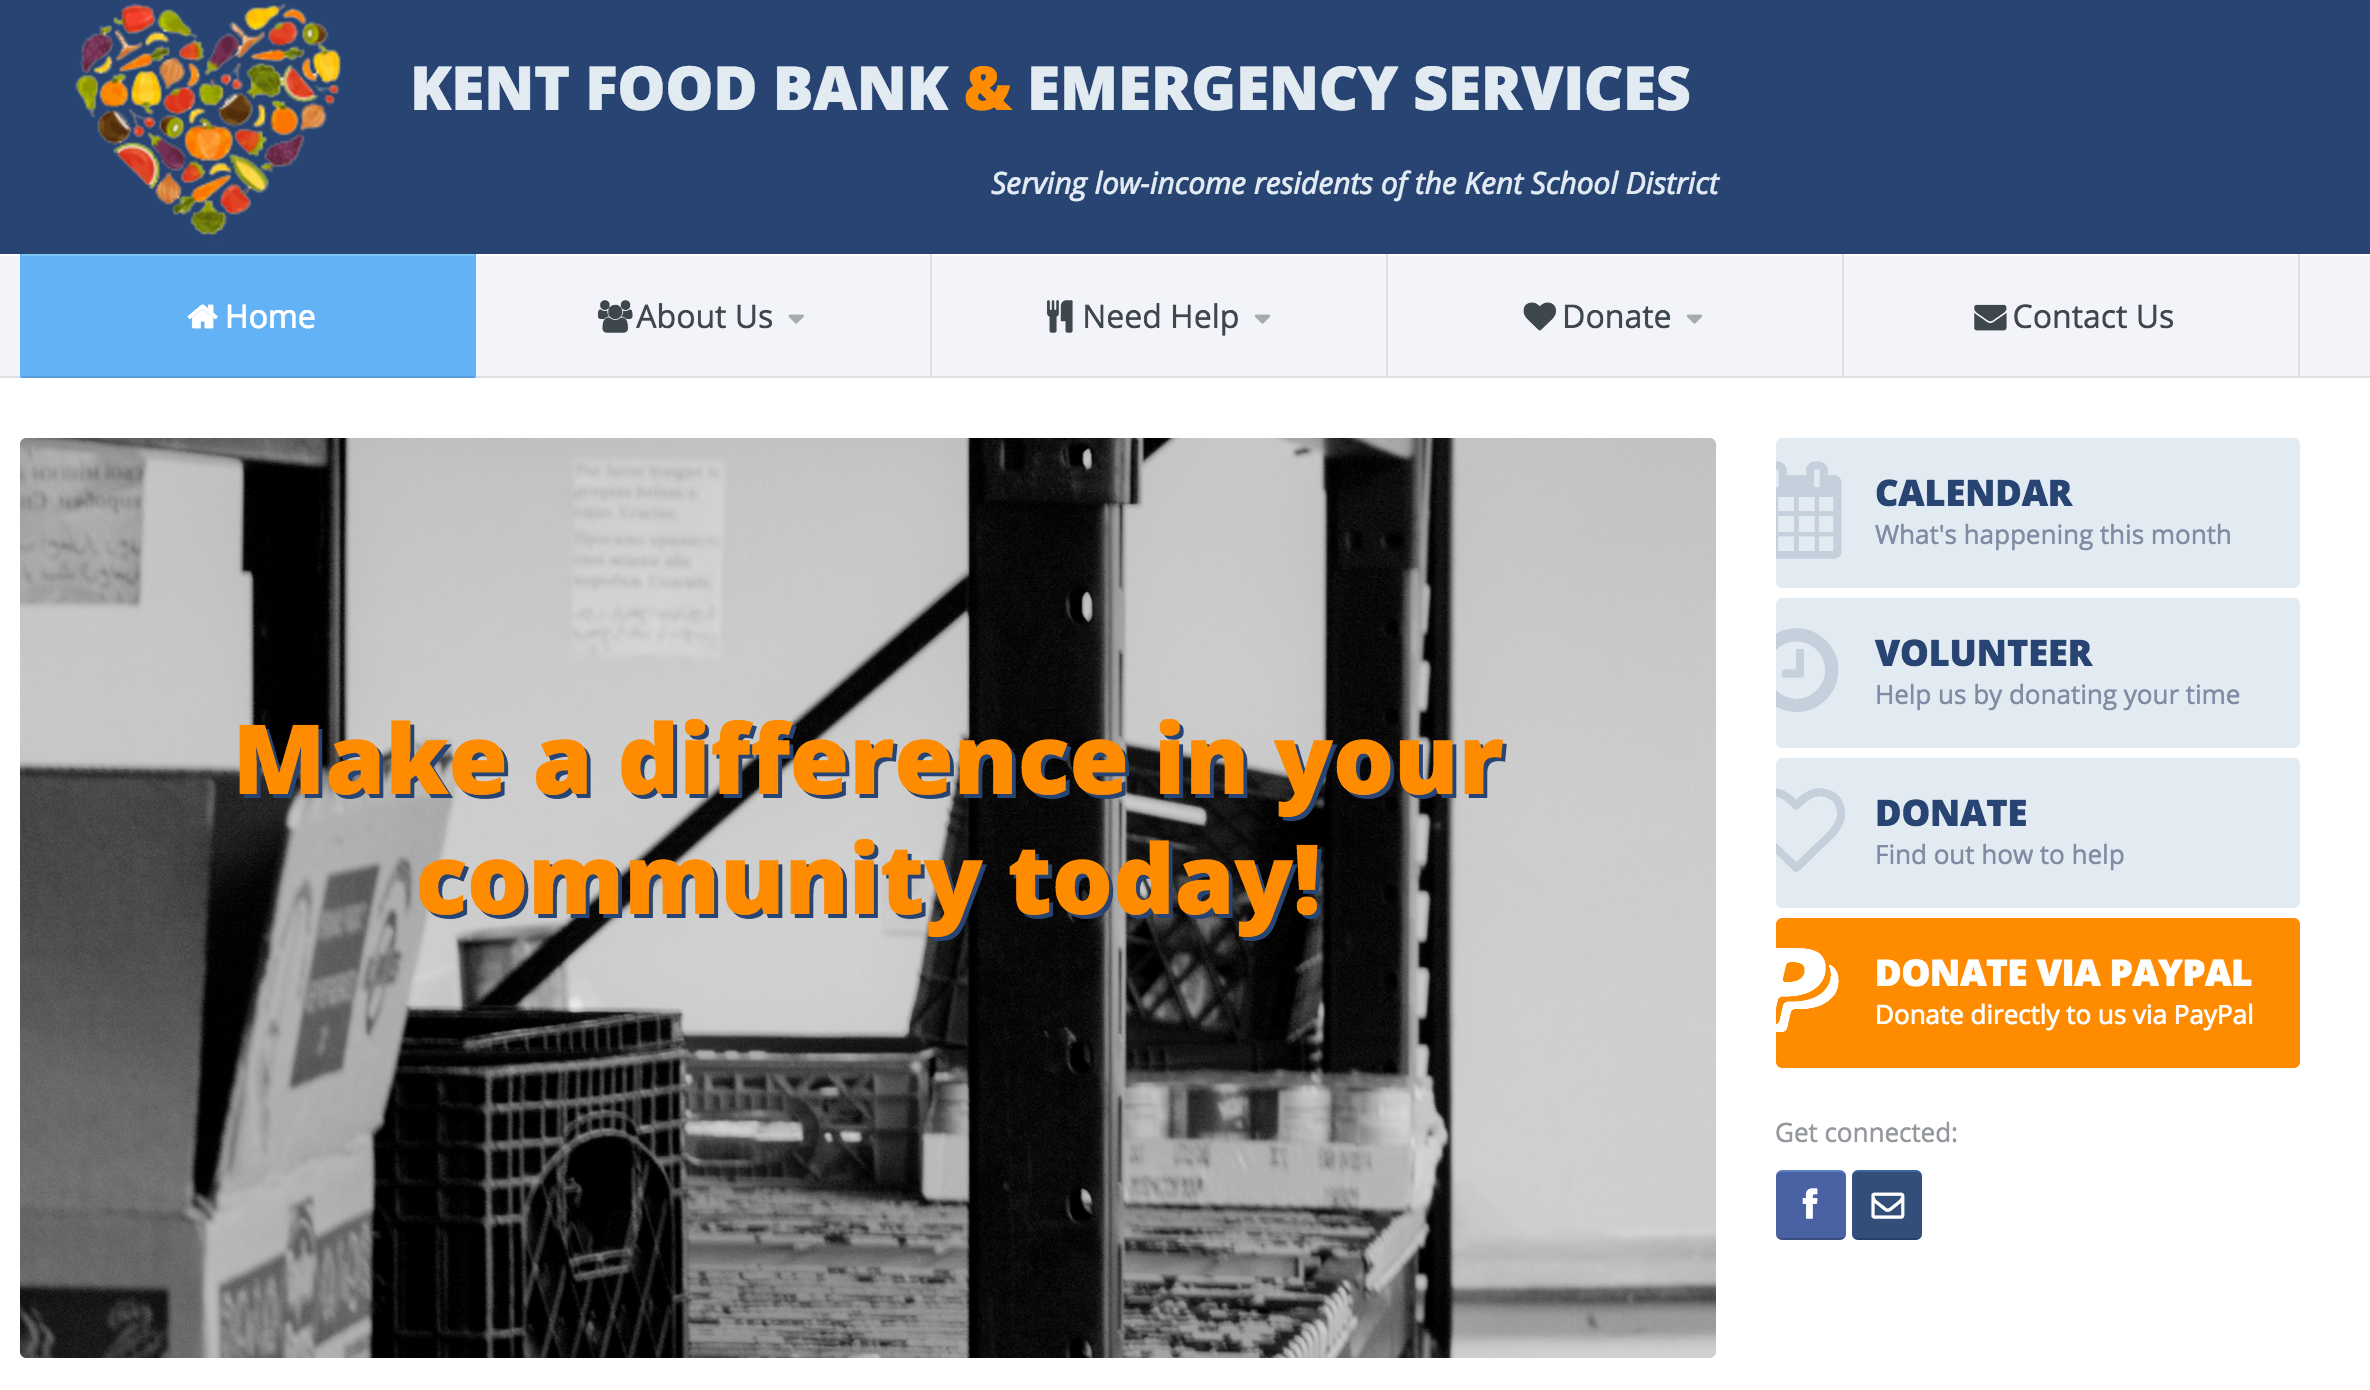 KENT FOOD BANK & EMERGENCY SERVICES
Serving low-income residents of the Kent School District
Home
About Us
Need Help
Donate
Contact Us
Make a difference in your
community today!
CALENDAR
What's happening this month
VOLUNTEER
Help us by donating your time
DONATE
Find out how to help
DONATE VIA PAYPAL
Donate directly to us via PayPal
Get connected: